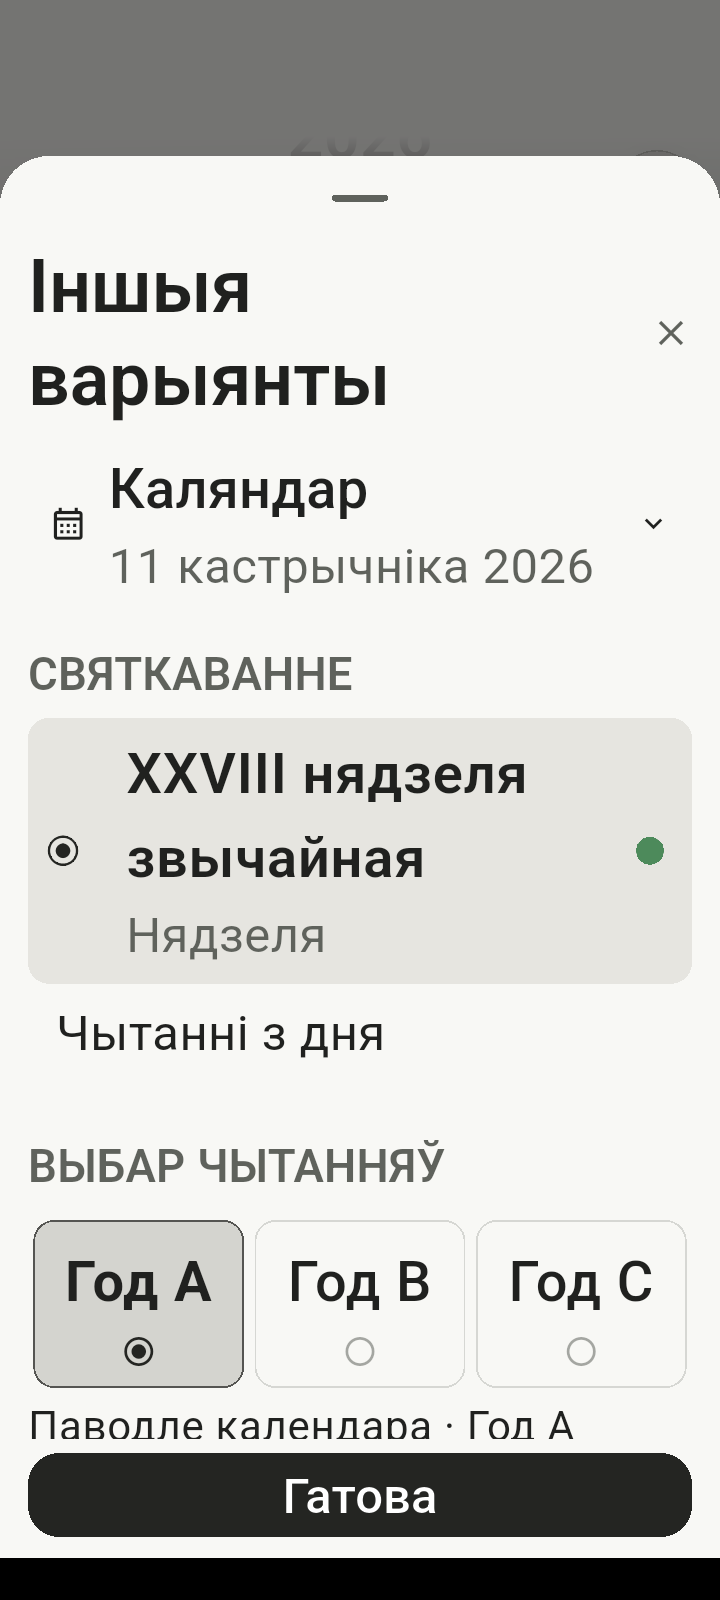 2026
Іншыя
варыянты
Каляндар
11 кастрычніка 2026
СВЯТКАВАННЕ
XXVIII нядзеля
звычайная
Нядзеля
Чытанні з дня
ВЫБАР ЧЫТАННЯЎ
Год A
Год B
Год C
Паводле календара · Год A
Гатова